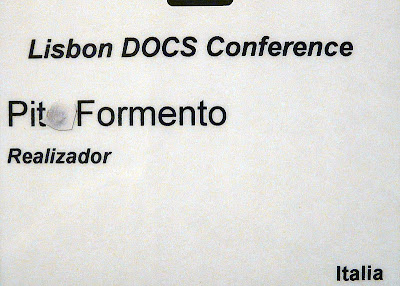 Lisbon DOCS Conference
Formento
Realizador
Italia